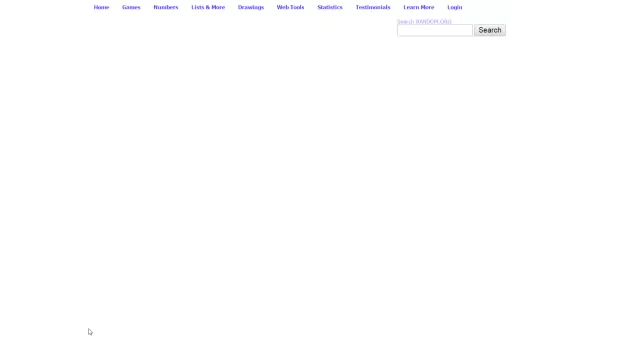 Home Games Numbers Lists & More Drawings Web Tools Statistics Testimonials Learn More Login
Search RANDOM.ORG
Search